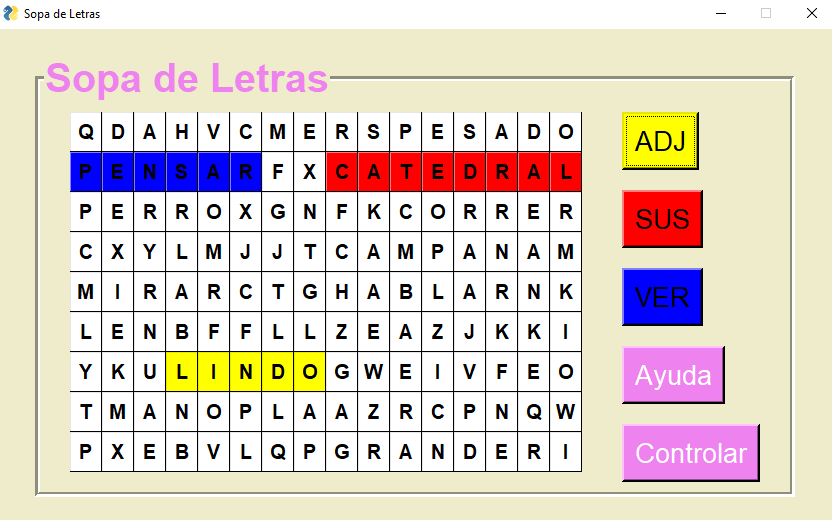 Sopa de Letras
Sopa de Letras
Q D A H V C M E R S P E S A D O
P E N S A R F X C A T E D R A L
P E R R O X G N F K C O R R E R
C X Y L M J J T C A M P A N A M
M I R A R C T G H A B L A R N K
L E N B F F L L Z E A Z J K K I
Y K U L I N D O G W E I V F E O
T M A N O P L A A Z R C P N Q W
P X E B V L Q P G R A N D E R I
ADJ
SUS
VER
Ayuda
Controlar